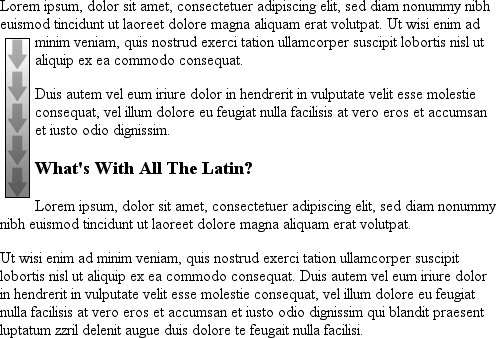 Lorem ipsum, dolor sit amet, consectetuer adipiscing elit, sed diam nonummy nibh
euismod tincidunt ut laoreet dolore magna aliquam erat volutpat. Ut wisi enim ad
minim veniam, quis nostrud exerci tation ullamcorper suscipit lobortis nisl ut
aliquip ex ea commodo consequat.
Duis autem vel eum iriure dolor in hendrerit in vulputate velit esse molestie
consequat, vel illum dolore eu feugiat nulla facilisis at vero eros et accumsan
et iusto odio dignissim.
What's With All The Latin?
Lorem ipsum, dolor sit amet, consectetuer adipiscing elit, sed diam nonummy
nibh euismod tincidunt ut laoreet dolore magna aliquam erat volutpat.
Ut wisi enim ad minim veniam, quis nostrud exerci tation ullamcorper suscipit
lobortis nisl ut aliquip ex ea commodo consequat. Duis autem vel eum iriure dolor
in hendrerit in vulputate velit esse molestie consequat, vel illum dolore eu feugiat
nulla facilisis at vero eros et accumsan et iusto odio dignissim qui blandit praesent
luptatum zzril delenit augue duis dolore te feugait nulla facilisi.